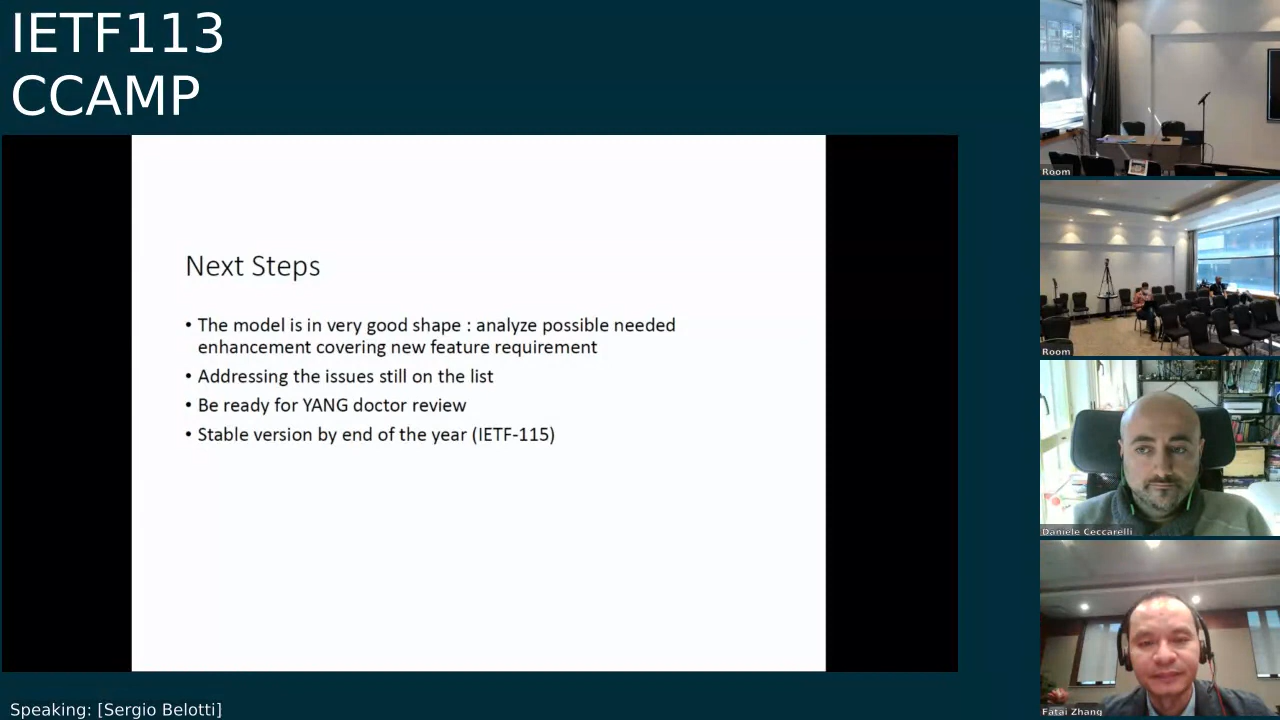 IETF113
CCAMP
Next Steps
• The model is in very good shape : analyze possible needed
enhancement covering new feature requirement
• Addressing the issues still on the list
• Be ready for YANG doctor review
• Stable version by end of the year (IETF-115)
Room
Room
Daniele Ceccarelli
Fatai Zhang
Speaking: [Sergio Belotti]